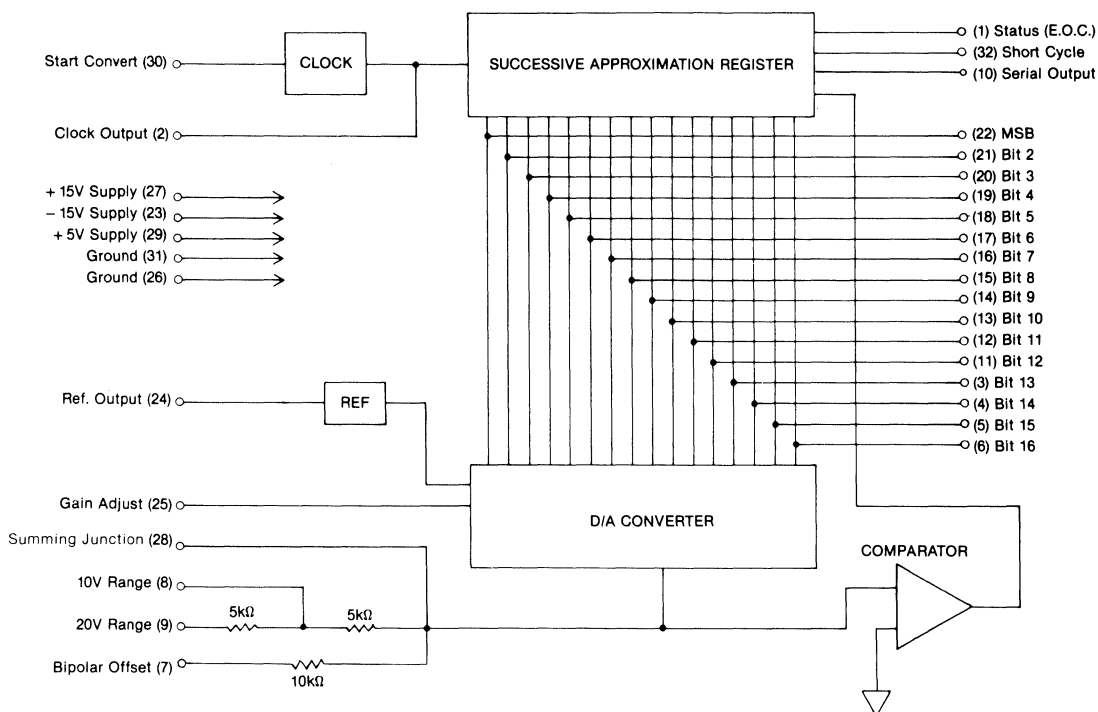 Start Convert (30)
CLOCK
SUCCESSIVE APPROXIMATION REGISTER
(1) Status (E.O.C.)
(32) Short Cycle
(10) Serial Output
Clock Output (2)
(22) MSB
(21) Bit 2
(20) Bit 3
(19) Bit 4
(18) Bit 5
(17) Bit 6
(16) Bit 7
(15) Bit 8
(14) Bit 9
(13) Bit 10
(12) Bit 11
(11) Bit 12
(3) Bit 13
(4) Bit 14
(5) Bit 15
(6) Bit 16
+ 15V Supply (27)
– 15V Supply (23)
+ 5V Supply (29)
Ground (31)
Ground (26)
Ref. Output (24)
REF
Gain Adjust (25)
D/A CONVERTER
Summing Junction (28)
COMPARATOR
10V Range (8)
5kΩ
5kΩ
20V Range (9)
Bipolar Offset (7)
10kΩ